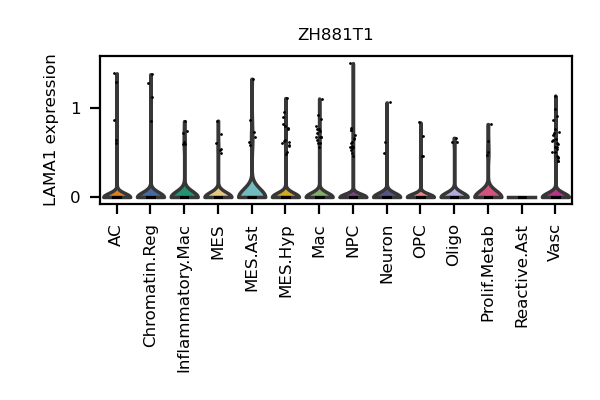 ZH881T1
LAMA1 expression
1
0
AC
Chromatin.Reg
Inflammatory.Mac
MES
MES.Ast
MES.Hyp
Mac
NPC
Neuron
OPC
Oligo
Prolif.Metab
Reactive.Ast
Vasc